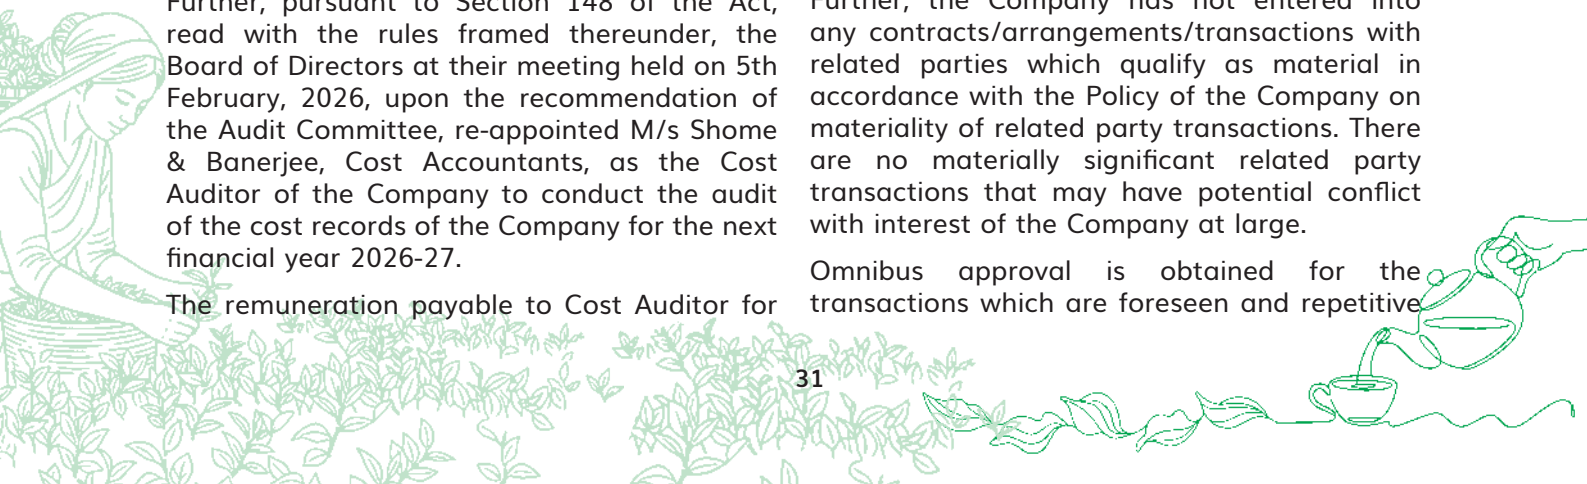 Further, pursuant to Section 148 of the Act,
read with the rules framed thereunder, the
Board of Directors at their meeting held on 5th
February, 2026, upon the recommendation of
the Audit Committee, re-appointed M/s Shome
& Banerjee, Cost Accountants, as the Cost
Auditor of the Company to conduct the audit
of the cost records of the Company for the next
financial year 2026-27.
The remuneration payable to Cost Auditor for
Further, the Company has not entered into
any contracts/arrangements/transactions with
related parties which qualify as material in
accordance with the Policy of the Company on
materiality of related party transactions. There
are no materially significant related party
transactions that may have potential conflict
with interest of the Company at large.
Omnibus approval is obtained for the
transactions which are foreseen and repetitive
31